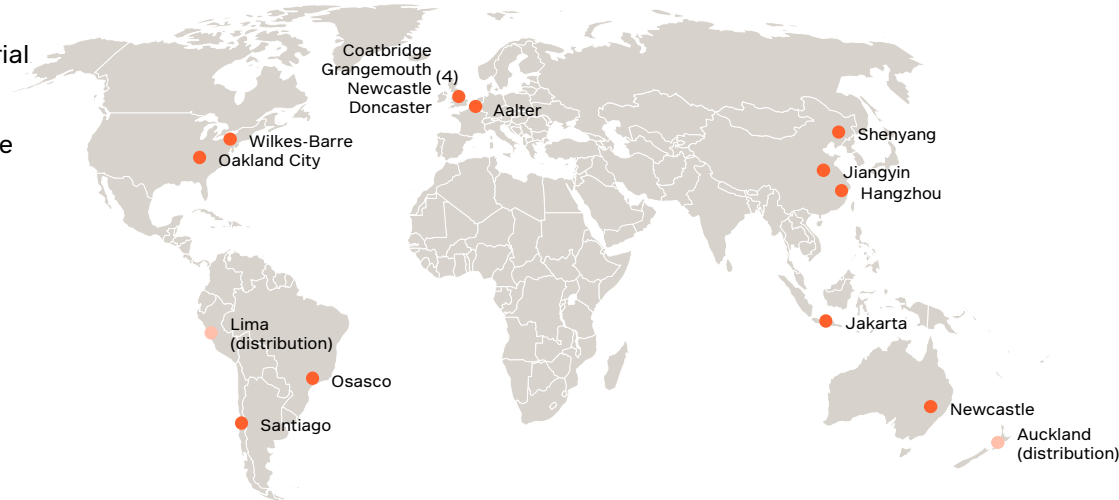 rial
e
Coatbridge
Grangemouth
(4)
Newcastle
Doncaster
Aalter
Wilkes-Barre
Oakland City
Shenyang
Jiangyin
Hangzhou
Lima
(distribution)
Jakarta
Osasco
Santiago
Newcastle
Auckland
(distribution)